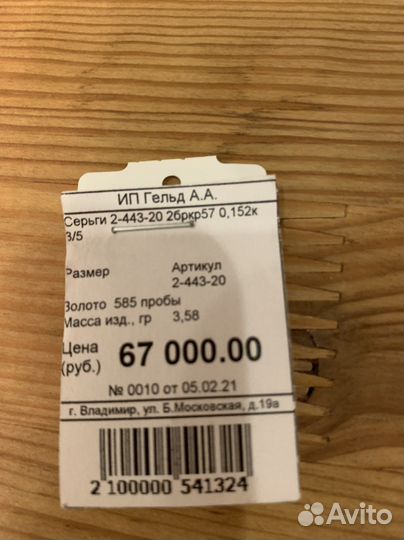 ИП Гельд А.А.
Серьги 2-443-20 2бркр57 0,152к
3/5
Размер Артикул
2-443-20
Золото 585 пробы
Масса изд., гр 3,58
Цена
(руб.) 67 000.00
№ 0010 от 05.02.21
г. Владимир, ул. Б.Московская, д.19а
2 100000 541324
Avito